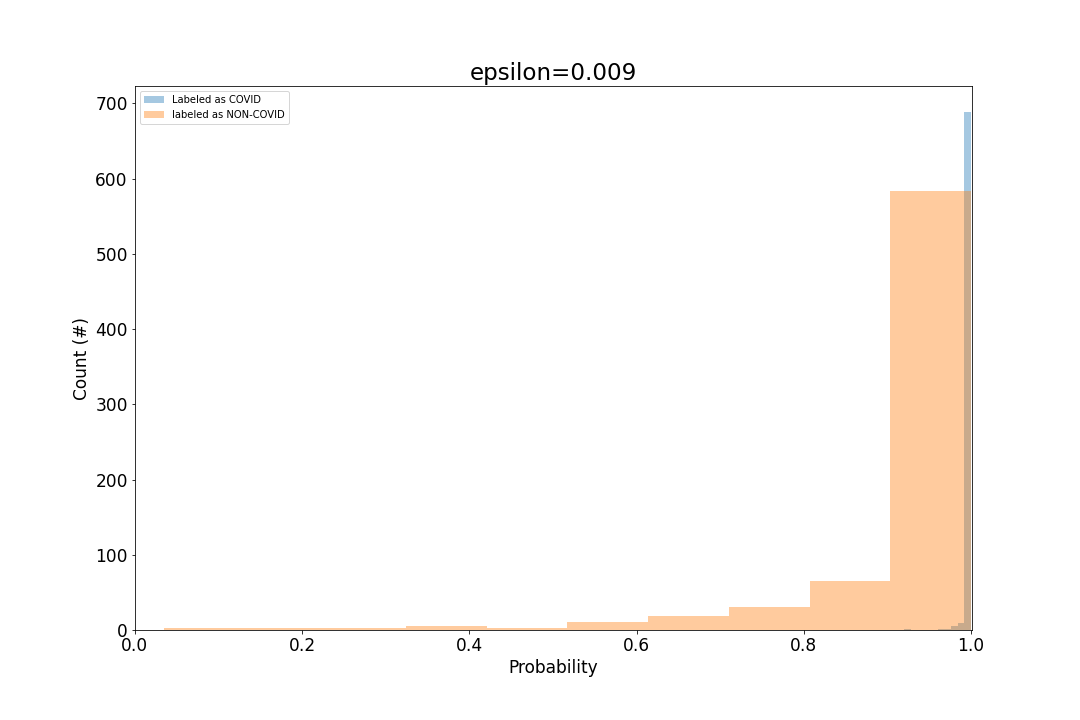 epsilon=0.009
Labeled as COVID
labeled as NON-COVID
700
600
500
400
300
200
100
0
Count (#)
0.0 0.2 0.4 0.6 0.8 1.0
Probability